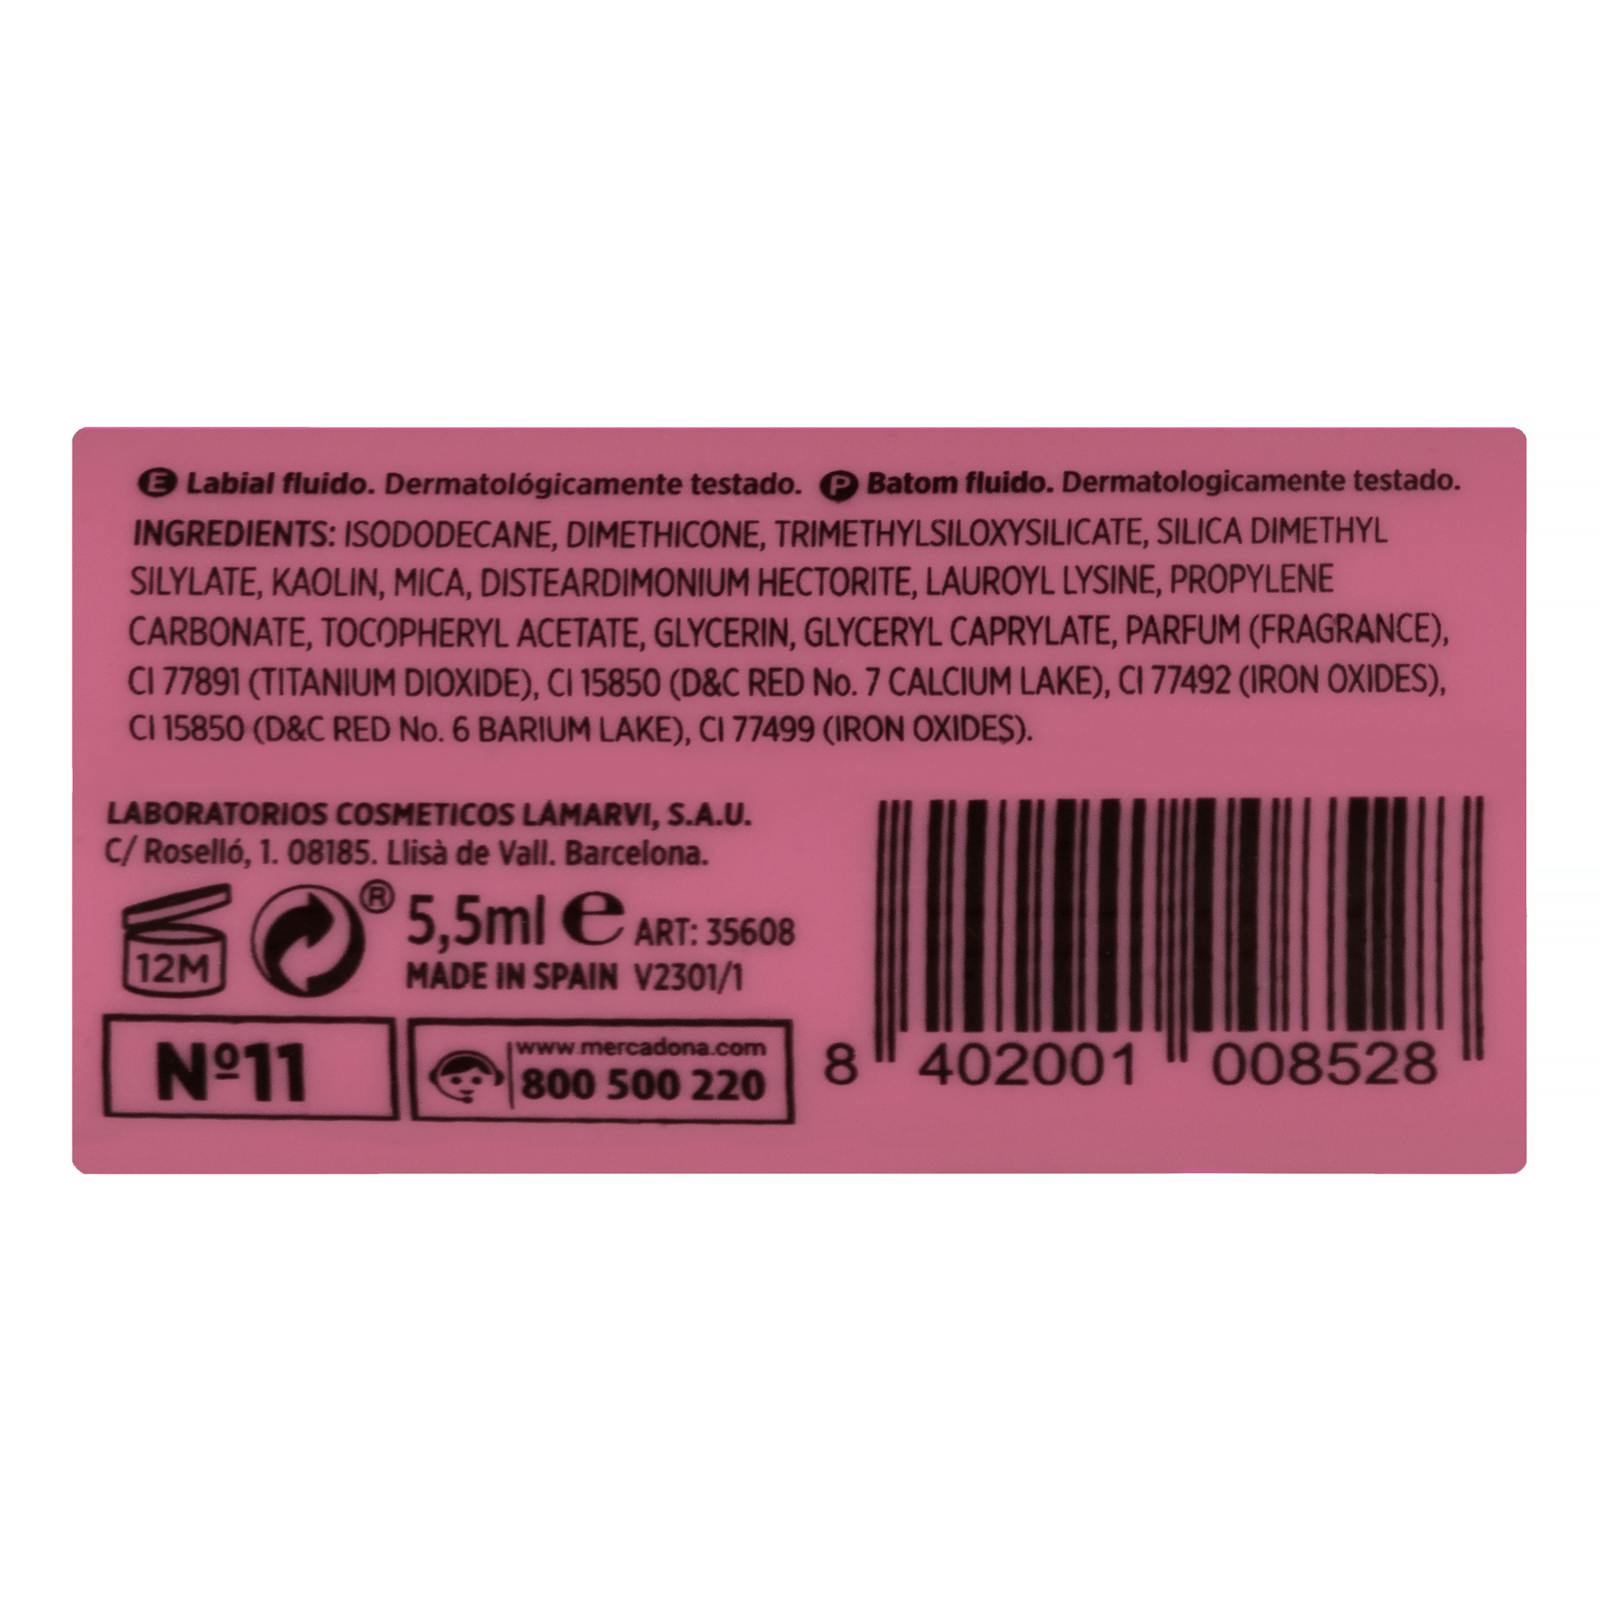 E Labial fluido. Dermatológicamente testado. P Batom fluido. Dermatologicamente testado.
INGREDIENTS: ISODODECANE, DIMETHICONE, TRIMETHYLSILOXYSILICATE, SILICA DIMETHYL
SILYLATE, KAOLIN, MICA, DISTEARDIMONIUM HECTORITE, LAUROYL LYSINE, PROPYLENE
CARBONATE, TOCOPHERYL ACETATE, GLYCERIN, GLYCERYL CAPRYLATE, PARFUM (FRAGRANCE),
CI 77891 (TITANIUM DIOXIDE), CI 15850 (D&C RED No. 7 CALCIUM LAKE), CI 77492 (IRON OXIDES),
CI 15850 (D&C RED No. 6 BARIUM LAKE), CI 77499 (IRON OXIDES).
LABORATORIOS COSMETICOS LAMARVI, S.A.U.
C/ Roselló, 1. 08185. Llisà de Vall. Barcelona.
12M
® 5,5ml e ART: 35608
MADE IN SPAIN V2301/1
Nº11
www.mercadona.com
800 500 220
8 402001 008528